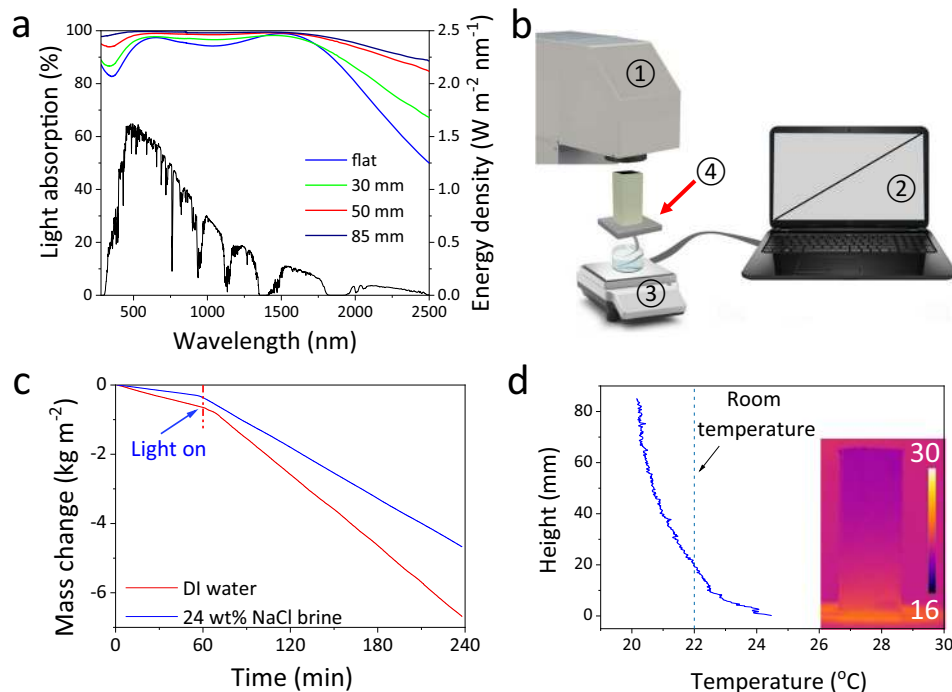 a
100
80
60
40
20
0
Light absorption (%)
2.5
2.0
1.5
1.0
0.5
0.0
Energy density (W m⁻² nm⁻¹)
flat
30 mm
50 mm
85 mm
500 1000 1500 2000 2500
Wavelength (nm)
b
①
②
④
③
c
0
-2
-4
-6
Mass change (kg m⁻²)
Light on
DI water
24 wt% NaCl brine
0 60 120 180 240
Time (min)
d
80
60
40
20
0
Height (mm)
Room
temperature
30
16
20 22 24 26 28 30
Temperature (°C)